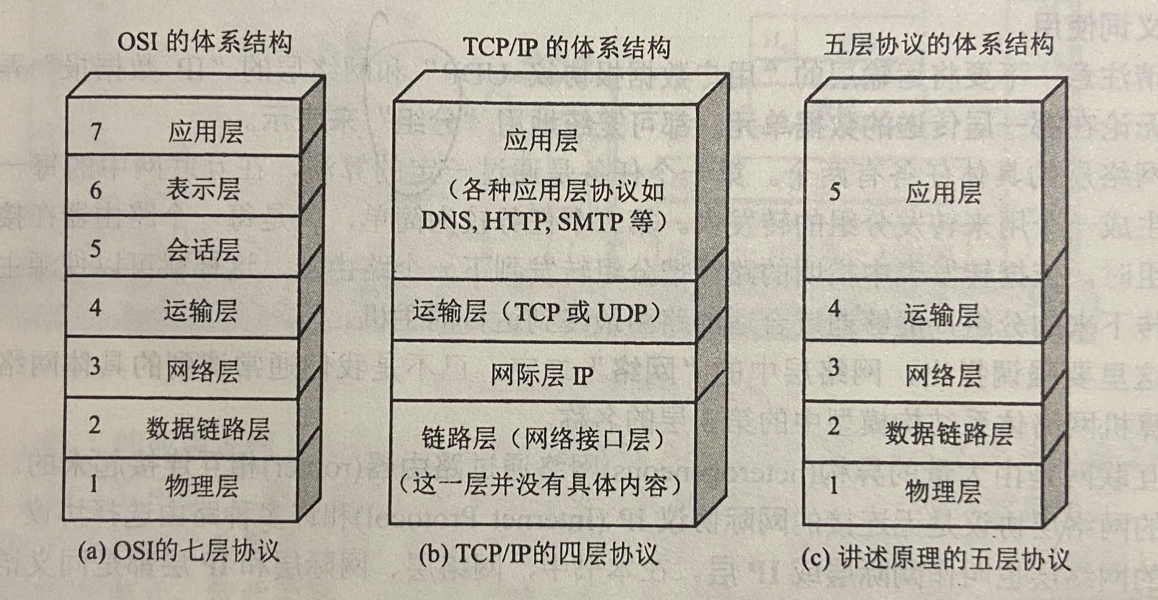 OSI 的体系结构
7 应用层
6 表示层
5 会话层
4 运输层
3 网络层
2 数据链路层
1 物理层
(a) OSI的七层协议
TCP/IP 的体系结构
应用层
（各种应用层协议如
DNS, HTTP, SMTP 等）
运输层（TCP 或 UDP）
网际层 IP
链路层（网络接口层）
（这一层并没有具体内容）
(b) TCP/IP的四层协议
五层协议的体系结构
5 应用层
4 运输层
3 网络层
2 数据链路层
1 物理层
(c) 讲述原理的五层协议